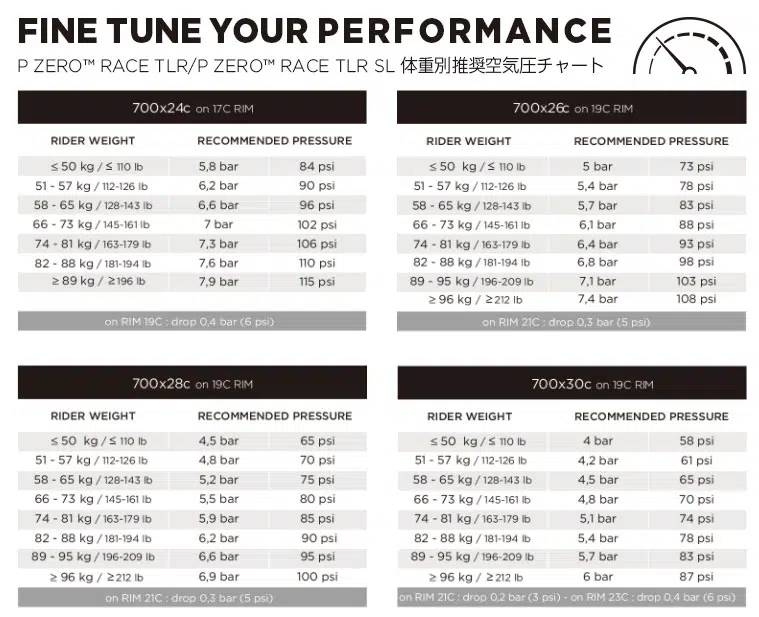 FINE TUNE YOUR PERFORMANCE
P ZERO™ RACE TLR/P ZERO™ RACE TLR SL 体重別推奨空気圧チャート
700x24c on 17C RIM
RIDER WEIGHT RECOMMENDED PRESSURE
≤ 50 kg / ≤ 110 lb 5,8 bar 84 psi
51 - 57 kg / 112-126 lb 6,2 bar 90 psi
58 - 65 kg / 128-143 lb 6,6 bar 96 psi
66 - 73 kg / 145-161 lb 7 bar 102 psi
74 - 81 kg / 163-179 lb 7,3 bar 106 psi
82 - 88 kg / 181-194 lb 7,6 bar 110 psi
≥ 89 kg / ≥196 lb 7,9 bar 115 psi
on RIM 19C : drop 0,4 bar (6 psi)
700x26c on 19C RIM
RIDER WEIGHT RECOMMENDED PRESSURE
≤ 50 kg / ≤ 110 lb 5 bar 73 psi
51 - 57 kg / 112-126 lb 5,4 bar 78 psi
58 - 65 kg / 128-143 lb 5,7 bar 83 psi
66 - 73 kg / 145-161 lb 6,1 bar 88 psi
74 - 81 kg / 163-179 lb 6,4 bar 93 psi
82 - 88 kg / 181-194 lb 6,8 bar 98 psi
89 - 95 kg / 196-209 lb 7,1 bar 103 psi
≥ 96 kg / ≥ 212 lb 7,4 bar 108 psi
on RIM 21C : drop 0,3 bar (5 psi)
700x28c on 19C RIM
RIDER WEIGHT RECOMMENDED PRESSURE
≤ 50 kg / ≤ 110 lb 4,5 bar 65 psi
51 - 57 kg / 112-126 lb 4,8 bar 70 psi
58 - 65 kg / 128-143 lb 5,2 bar 75 psi
66 - 73 kg / 145-161 lb 5,5 bar 80 psi
74 - 81 kg / 163-179 lb 5,9 bar 85 psi
82 - 88 kg / 181-194 lb 6,2 bar 90 psi
89 - 95 kg / 196-209 lb 6,6 bar 95 psi
≥ 96 kg / ≥ 212 lb 6,9 bar 100 psi
on RIM 21C : drop 0,3 bar (5 psi)
700x30c on 19C RIM
RIDER WEIGHT RECOMMENDED PRESSURE
≤ 50 kg / ≤ 110 lb 4 bar 58 psi
51 - 57 kg / 112-126 lb 4,2 bar 61 psi
58 - 65 kg / 128-143 lb 4,5 bar 65 psi
66 - 73 kg / 145-161 lb 4,8 bar 70 psi
74 - 81 kg / 163-179 lb 5,1 bar 74 psi
82 - 88 kg / 181-194 lb 5,4 bar 78 psi
89 - 95 kg / 196-209 lb 5,7 bar 83 psi
≥ 96 kg / ≥ 212 lb 6 bar 87 psi
on RIM 21C : drop 0,2 bar (3 psi) - on RIM 23C : drop 0,4 bar (6 psi)